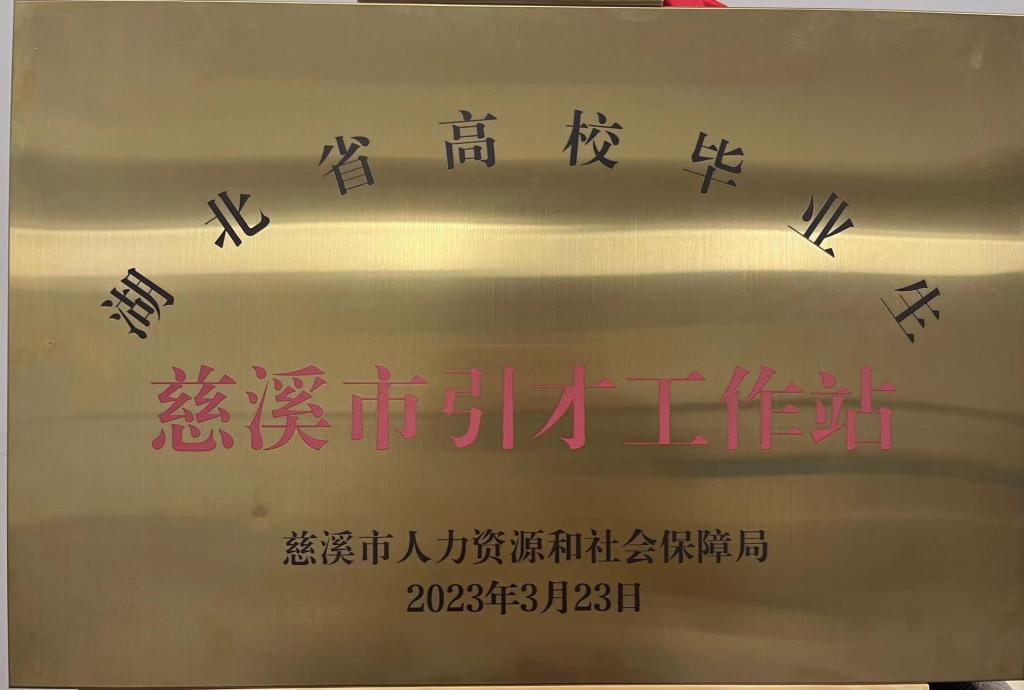 湖北省高校毕业生
慈溪市引才工作站
慈溪市人力资源和社会保障局
2023年3月23日